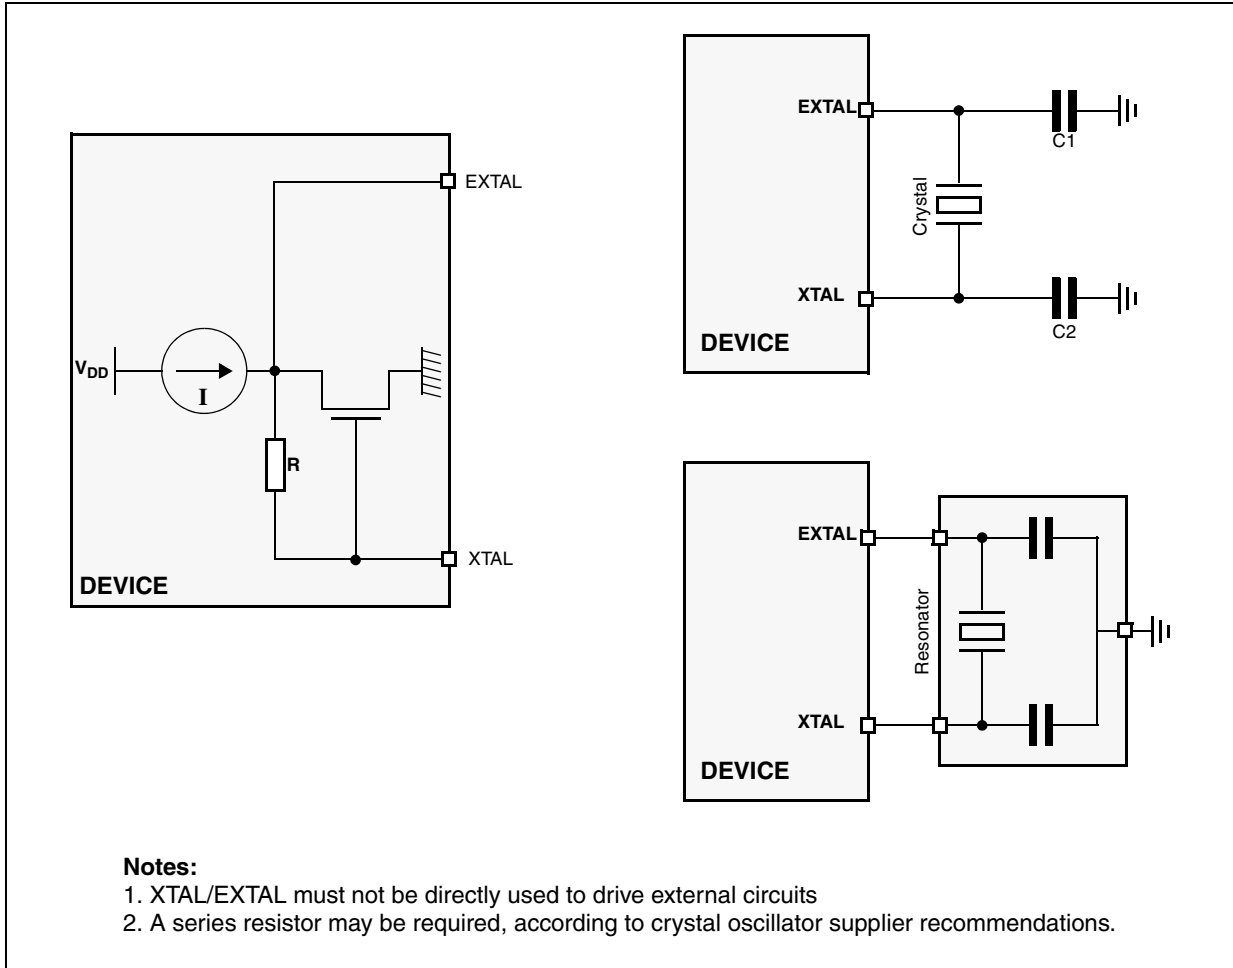 EXTAL
V_DD
I
R
XTAL
DEVICE
EXTAL
C1
Crystal
XTAL
C2
DEVICE
EXTAL
Resonator
XTAL
DEVICE
Notes:
1. XTAL/EXTAL must not be directly used to drive external circuits
2. A series resistor may be required, according to crystal oscillator supplier recommendations.